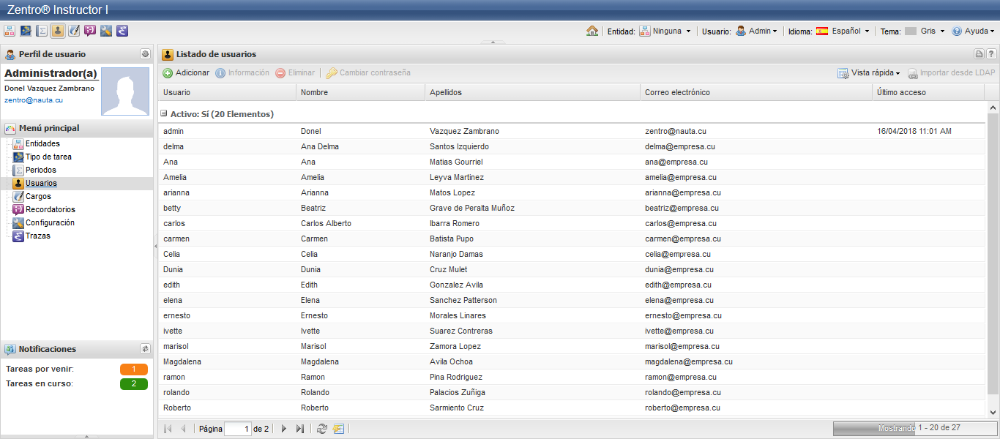 Zentro® Instructor |
Entidad: Ninguna Usuario: Admin Idioma: Español Tema: Gris Ayuda
Perfil de usuario
Administrador(a)
Donel Vazquez Zambrano
zentro@nauta.cu
Menú principal
Entidades
Tipo de tarea
Periodos
Usuarios
Cargos
Recordatorios
Configuración
Trazas
Notificaciones
Tareas por venir: 1
Tareas en curso: 2
Listado de usuarios
Adicionar Información Eliminar Cambiar contraseña Vista rápida Importar desde LDAP
Usuario Nombre Apellidos Correo electrónico Último acceso
Activo: Sí (20 Elementos)
admin Donel Vazquez Zambrano zentro@nauta.cu 16/04/2018 11:01 AM
delma Ana Delma Santos Izquierdo delma@empresa.cu
Ana Ana Matias Gourriel ana@empresa.cu
Amelia Amelia Leyva Martinez amelia@empresa.cu
arianna Arianna Matos Lopez arianna@empresa.cu
betty Beatriz Grave de Peralta Muñoz beatriz@empresa.cu
carlos Carlos Alberto Ibarra Romero carlos@empresa.cu
carmen Carmen Batista Pupo carmen@empresa.cu
Celia Celia Naranjo Damas celia@empresa.cu
Dunia Dunia Cruz Mulet dunia@empresa.cu
edith Edith Gonzalez Avila edith@empresa.cu
elena Elena Sanchez Patterson elena@empresa.cu
ernesto Ernesto Morales Linares ernesto@empresa.cu
ivette Ivette Suarez Contreras ivette@empresa.cu
marisol Marisol Zamora Lopez marisol@empresa.cu
Magdalena Magdalena Avila Ochoa magdalena@empresa.cu
ramon Ramon Pina Rodriguez ramon@empresa.cu
rolando Rolando Palacios Zuñiga rolando@empresa.cu
Roberto Roberto Sarmiento Cruz roberto@empresa.cu
Página 1 de 2 Mostrando 1 - 20 de 27